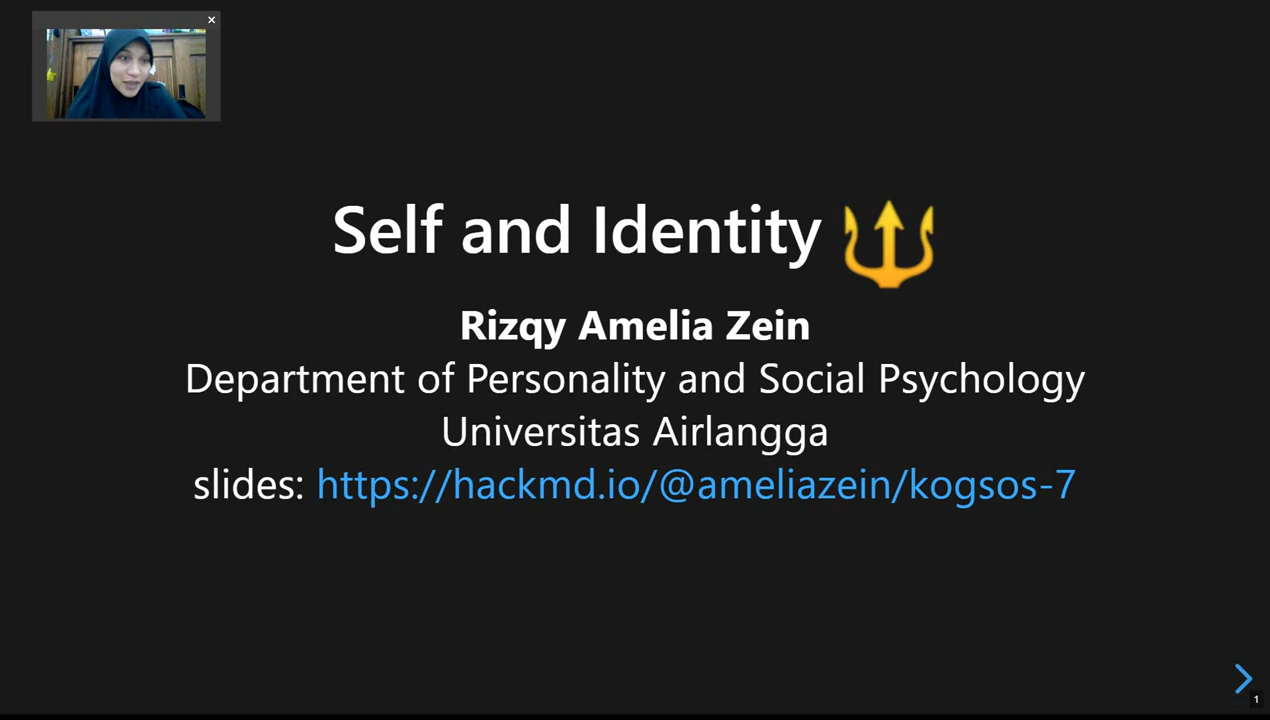 Self and Identity 🔱
Rizqy Amelia Zein
Department of Personality and Social Psychology
Universitas Airlangga
slides: https://hackmd.io/@ameliazein/kogsos-7
1